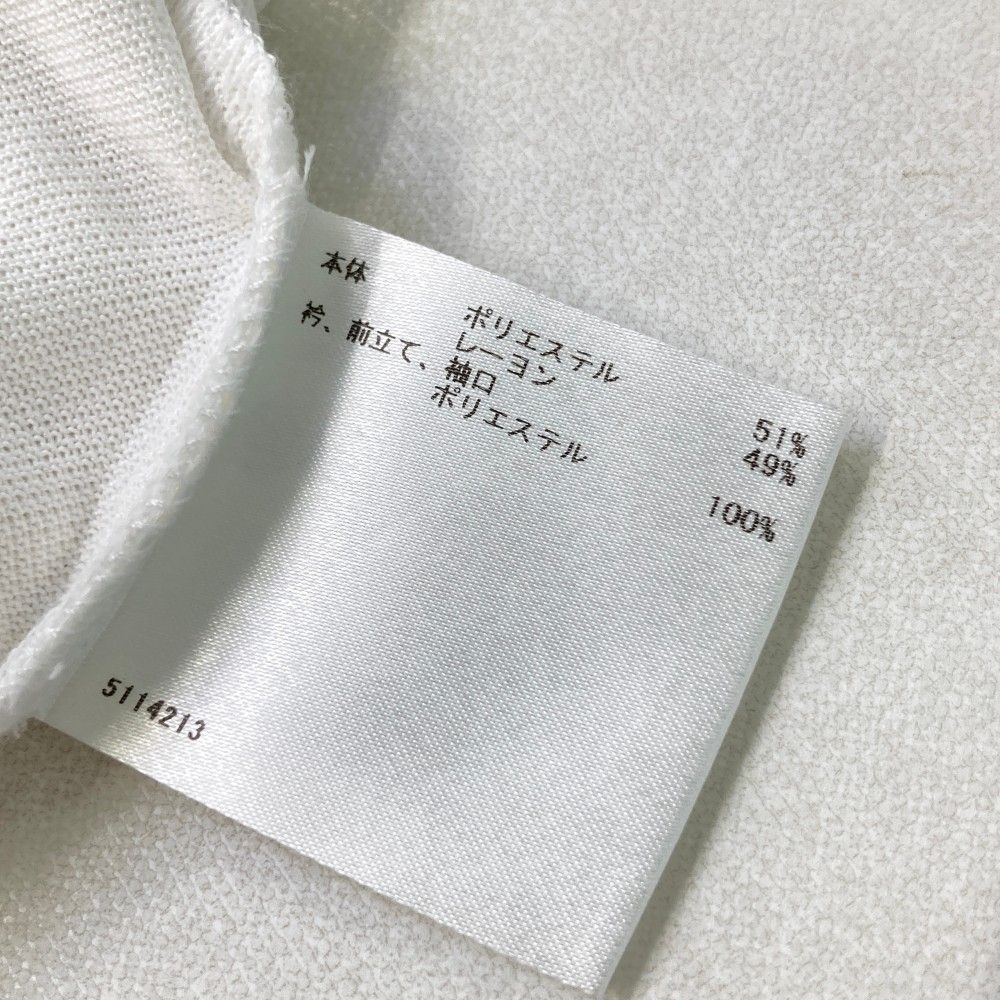 本体
ポリエステル 51%
レーヨン 49%
衿、前立て、袖口
ポリエステル 100%
5114213